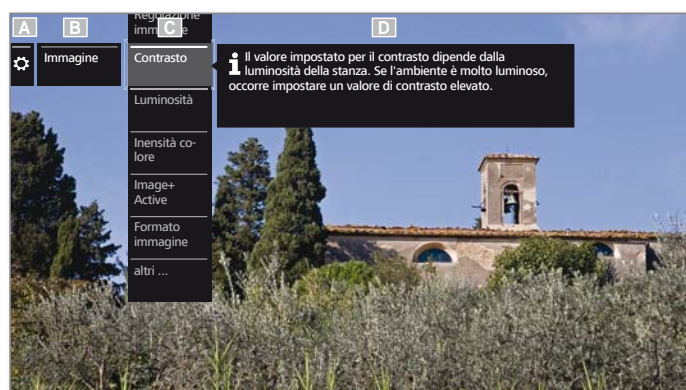 A
B
C
D
Regolazione
Immagine
Contrasto
Luminosità
Inensità co-
lore
Image+
Active
Formato
immagine
altri ...
i Il valore impostato per il contrasto dipende dalla
luminosità della stanza. Se l'ambiente è molto luminoso,
occorre impostare un valore di contrasto elevato.